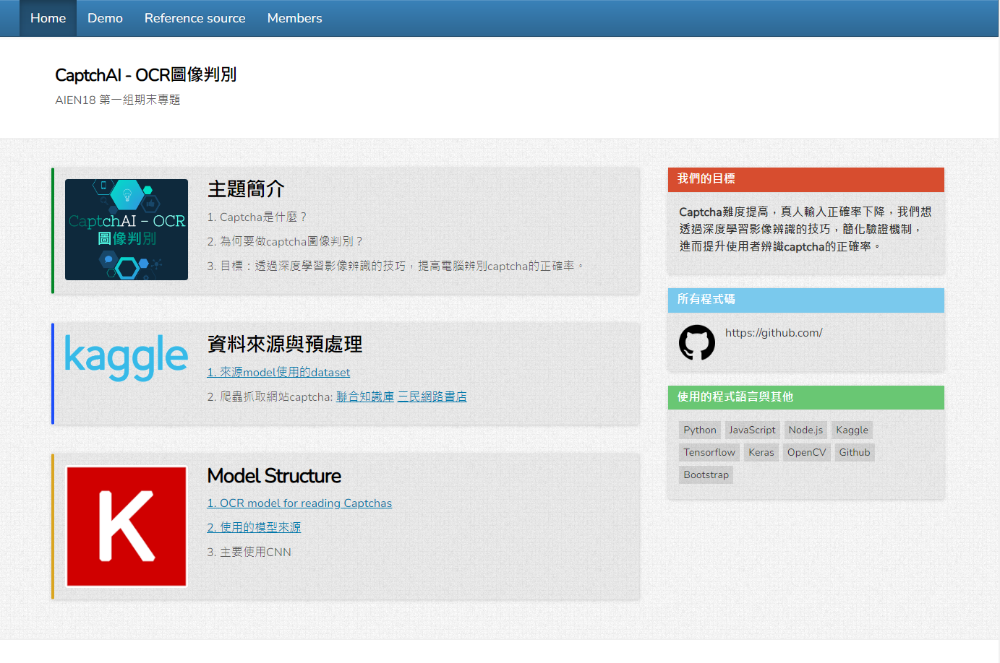 Home Demo Reference source Members
CaptchAI - OCR圖像判別
AIEN18 第一組期末專題
CaptchAI - OCR
圖像判別
主題簡介
1. Captcha是什麼？
2. 為何要做captcha圖像判別？
3. 目標：透過深度學習影像辨識的技巧，提高電腦辨別captcha的正確率。
kaggle
資料來源與預處理
1. 來源model使用的dataset
2. 爬蟲抓取網站captcha: 聯合知識庫 三民網路書店
K
Model Structure
1. OCR model for reading Captchas
2. 使用的模型來源
3. 主要使用CNN
我們的目標
Captcha難度提高，真人輸入正確率下降，我們想
透過深度學習影像辨識的技巧，簡化驗證機制，
進而提升使用者辨識captcha的正確率。
所有程式碼
https://github.com/
使用的程式語言與其他
Python JavaScript Node.js Kaggle
Tensorflow Keras OpenCV Github
Bootstrap